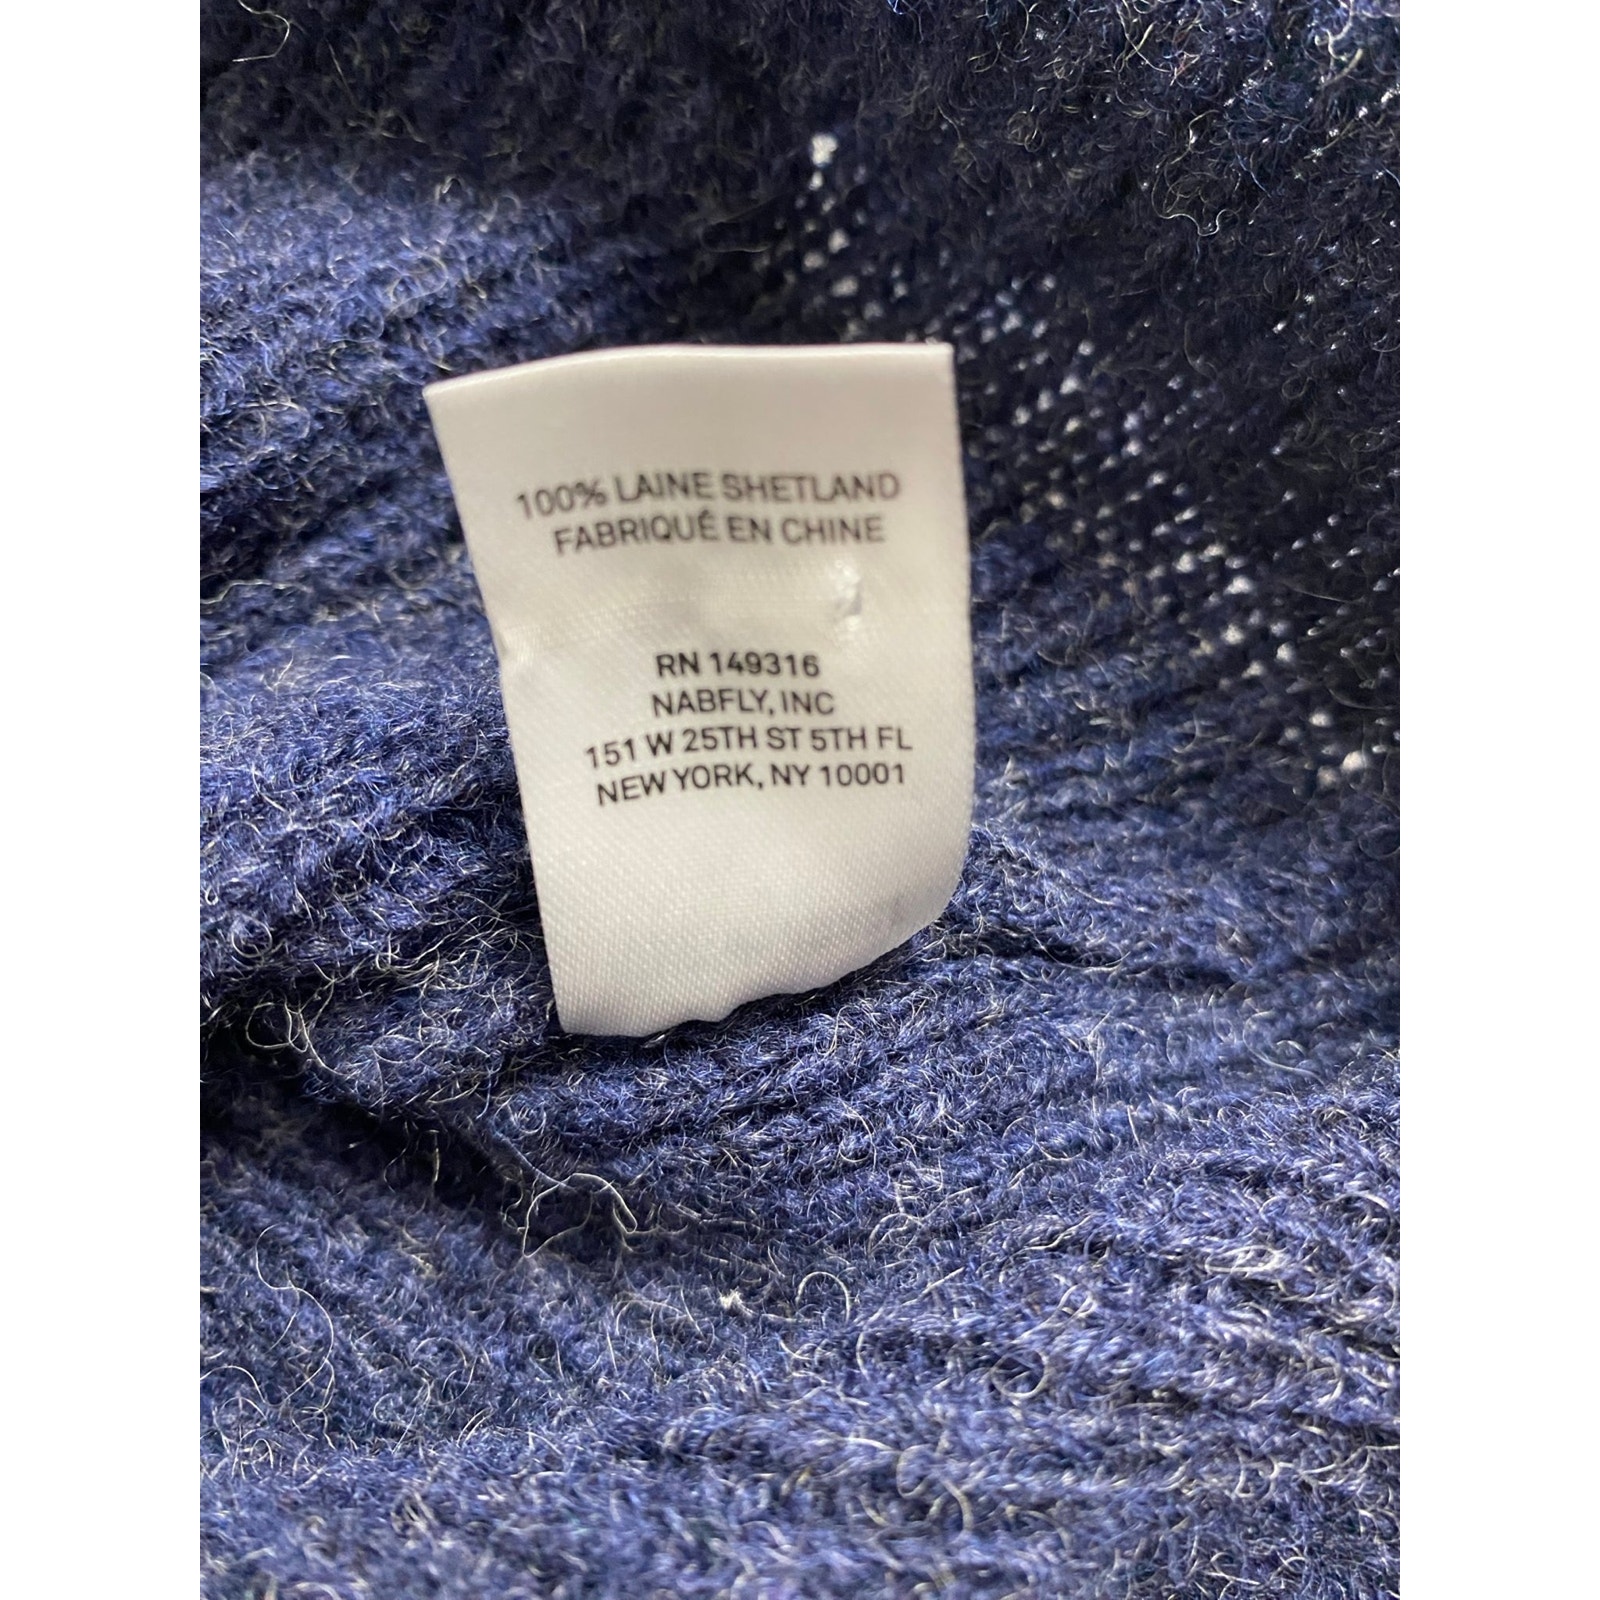 100% LAINE SHETLAND
FABRIQUÉ EN CHINE
RN 149316
NABFLY, INC
151 W 25TH ST 5TH FL
NEW YORK, NY 10001